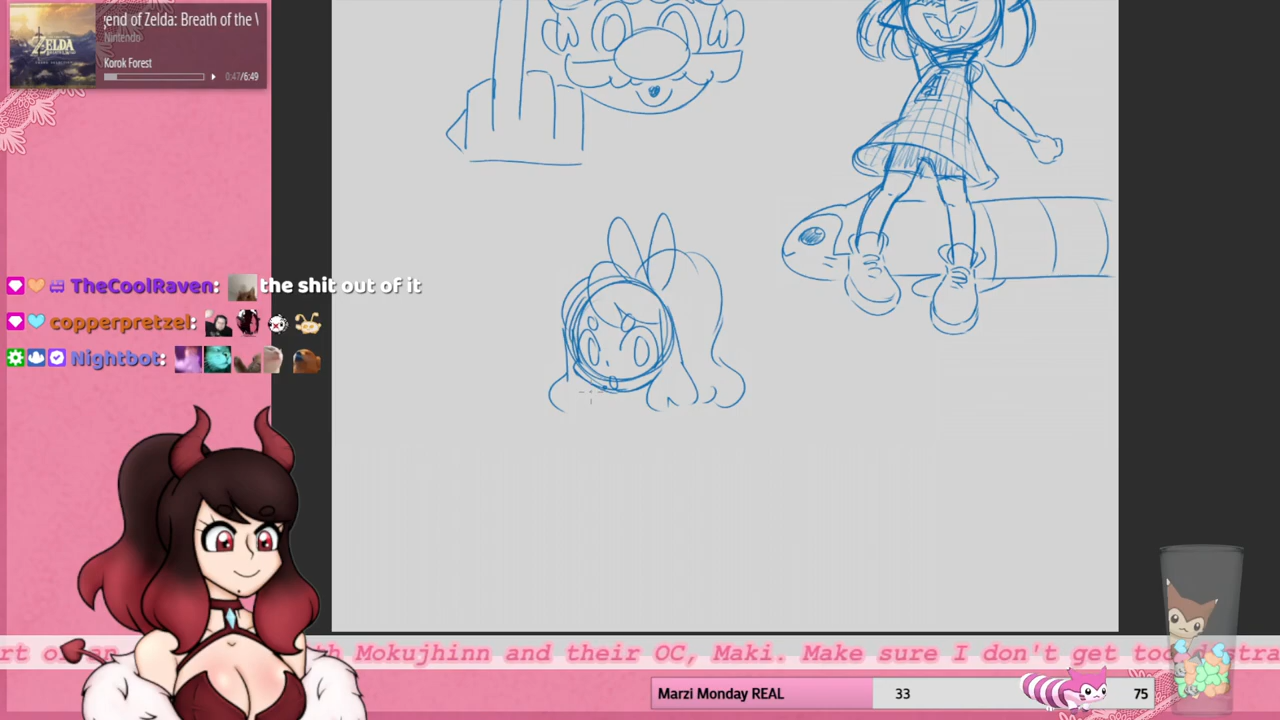 end of Zelda: Breath of the
Nintendo
Korok Forest
0:47/6:49
ZELDA
TheCoolRaven: the shit out of it
copperpretzel:
Nightbot:
Mokujhinn and their OC, Maki. Make sure I don't get too
Marzi Monday REAL 33 75